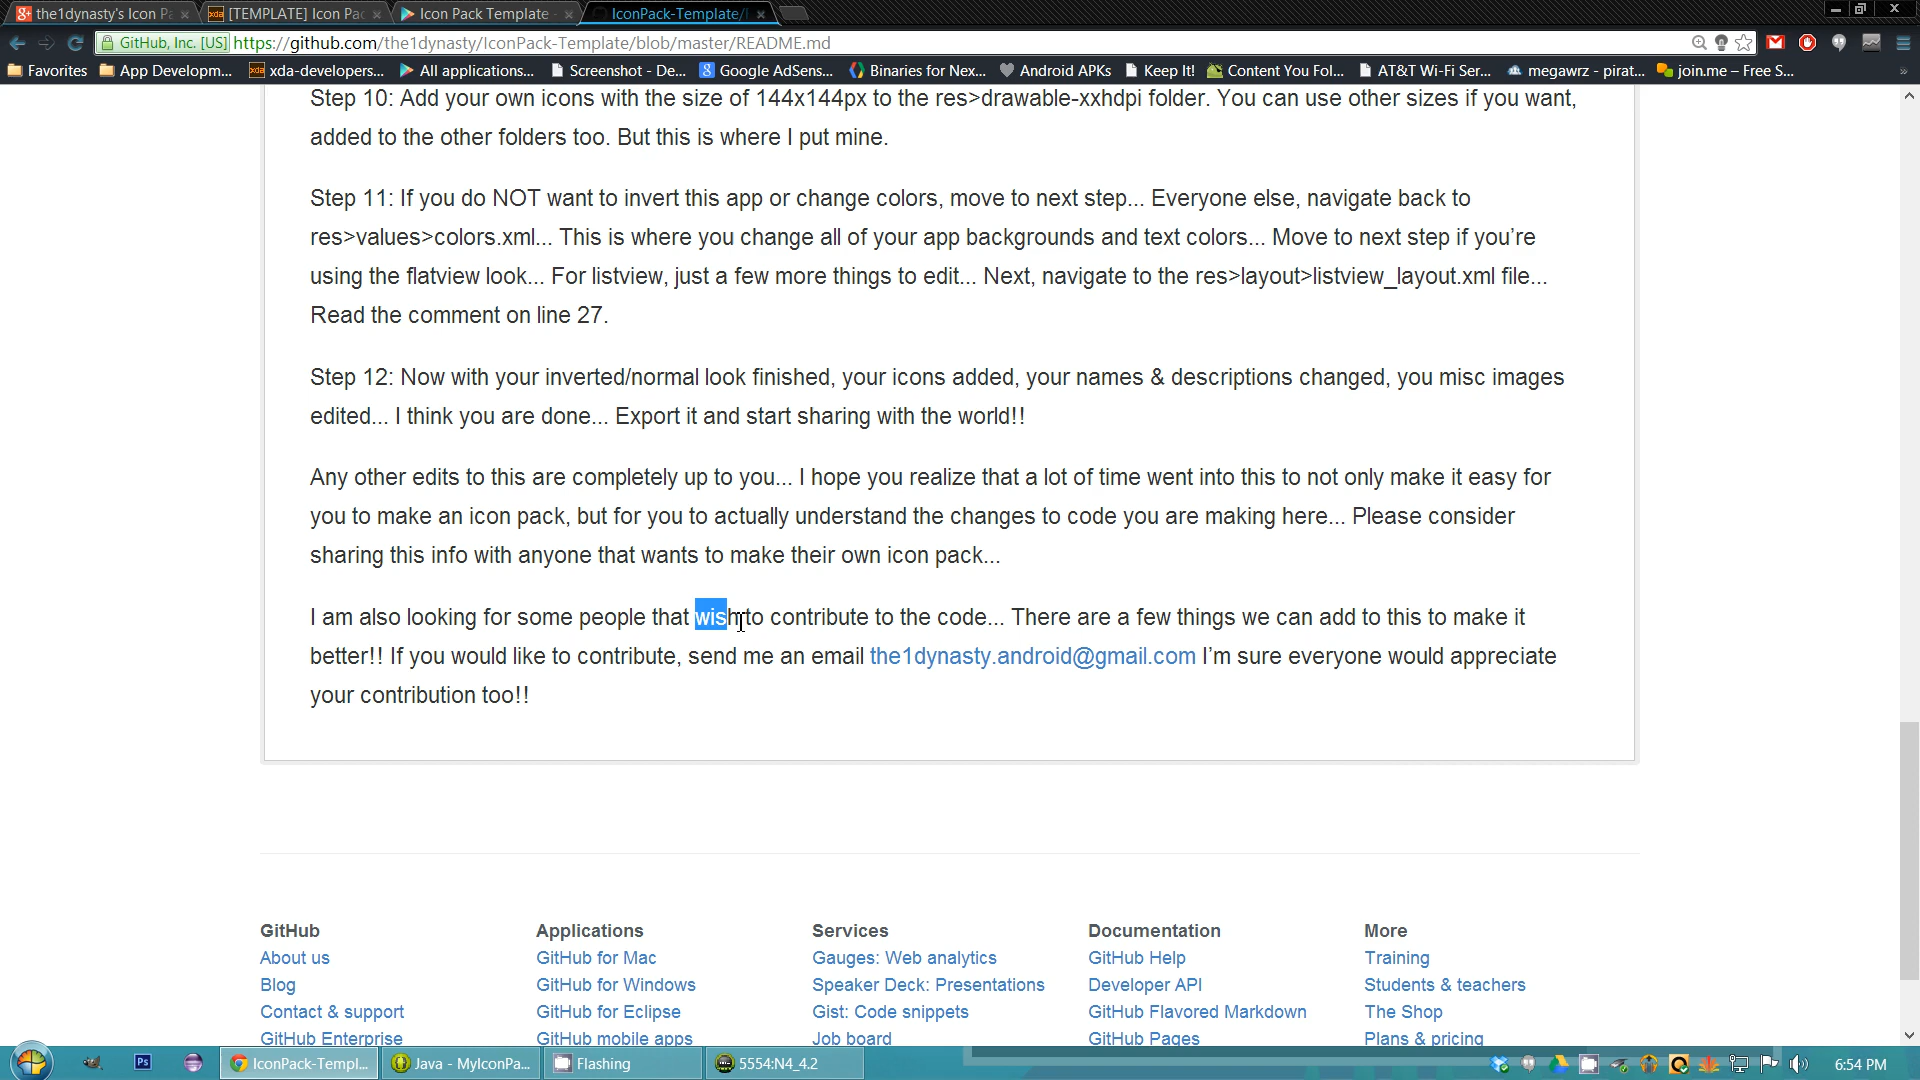 the1dynasty's Icon Pa
[TEMPLATE] Icon Pac
Icon Pack Template
IconPack-Template/
GitHub, Inc. [US] https://github.com/the1dynasty/IconPack-Template/blob/master/README.md
Favorites
App Developm...
xda-developers...
All applications...
Screenshot - De...
Google AdSens...
Binaries for Nex...
Android APKs
Keep It!
Content You Fol...
AT&T Wi-Fi Ser...
megawrz - pirat...
join.me – Free S...
Step 10: Add your own icons with the size of 144x144px to the res>drawable-xxhdpi folder. You can use other sizes if you want,
added to the other folders too. But this is where I put mine.
Step 11: If you do NOT want to invert this app or change colors, move to next step... Everyone else, navigate back to
res>values>colors.xml... This is where you change all of your app backgrounds and text colors... Move to next step if you’re
using the flatview look... For listview, just a few more things to edit... Next, navigate to the res>layout>listview_layout.xml file...
Read the comment on line 27.
Step 12: Now with your inverted/normal look finished, your icons added, your names & descriptions changed, you misc images
edited... I think you are done... Export it and start sharing with the world!!
Any other edits to this are completely up to you... I hope you realize that a lot of time went into this to not only make it easy for
you to make an icon pack, but for you to actually understand the changes to code you are making here... Please consider
sharing this info with anyone that wants to make their own icon pack...
I am also looking for some people that wish to contribute to the code... There are a few things we can add to this to make it
better!! If you would like to contribute, send me an email the1dynasty.android@gmail.com I’m sure everyone would appreciate
your contribution too!!
GitHub
About us
Blog
Contact & support
GitHub Enterprise
Applications
GitHub for Mac
GitHub for Windows
GitHub for Eclipse
GitHub mobile apps
Services
Gauges: Web analytics
Speaker Deck: Presentations
Gist: Code snippets
Job board
Documentation
GitHub Help
Developer API
GitHub Flavored Markdown
GitHub Pages
More
Training
Students & teachers
The Shop
Plans & pricing
Ps
IconPack-Templ...
Java - MyIconPa...
Flashing
5554:N4_4.2
6:54 PM